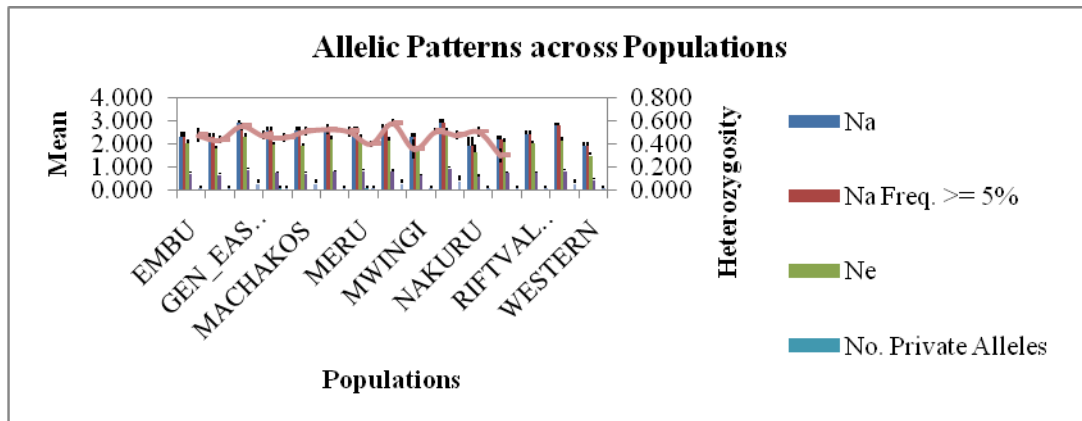 Allelic Patterns across Populations
4.000
3.000
2.000
1.000
0.000
Mean
0.800
0.600
0.400
0.200
0.000
Heterozygosity
EMBU
GEN_EAS…
MACHAKOS
MERU
MWINGI
NAKURU
RIFTVAL…
WESTERN
Populations
Na
Na Freq. >= 5%
Ne
No. Private Alleles